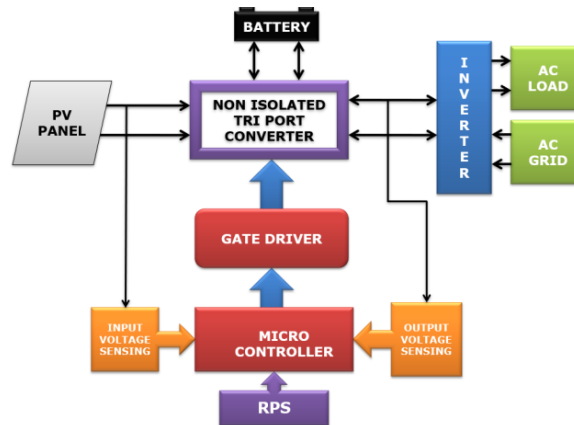 BATTERY
PV
PANEL
NON ISOLATED
TRI PORT
CONVERTER
INVERTER
AC
LOAD
AC
GRID
GATE DRIVER
INPUT
VOLTAGE
SENSING
MICRO
CONTROLLER
OUTPUT
VOLTAGE
SENSING
RPS